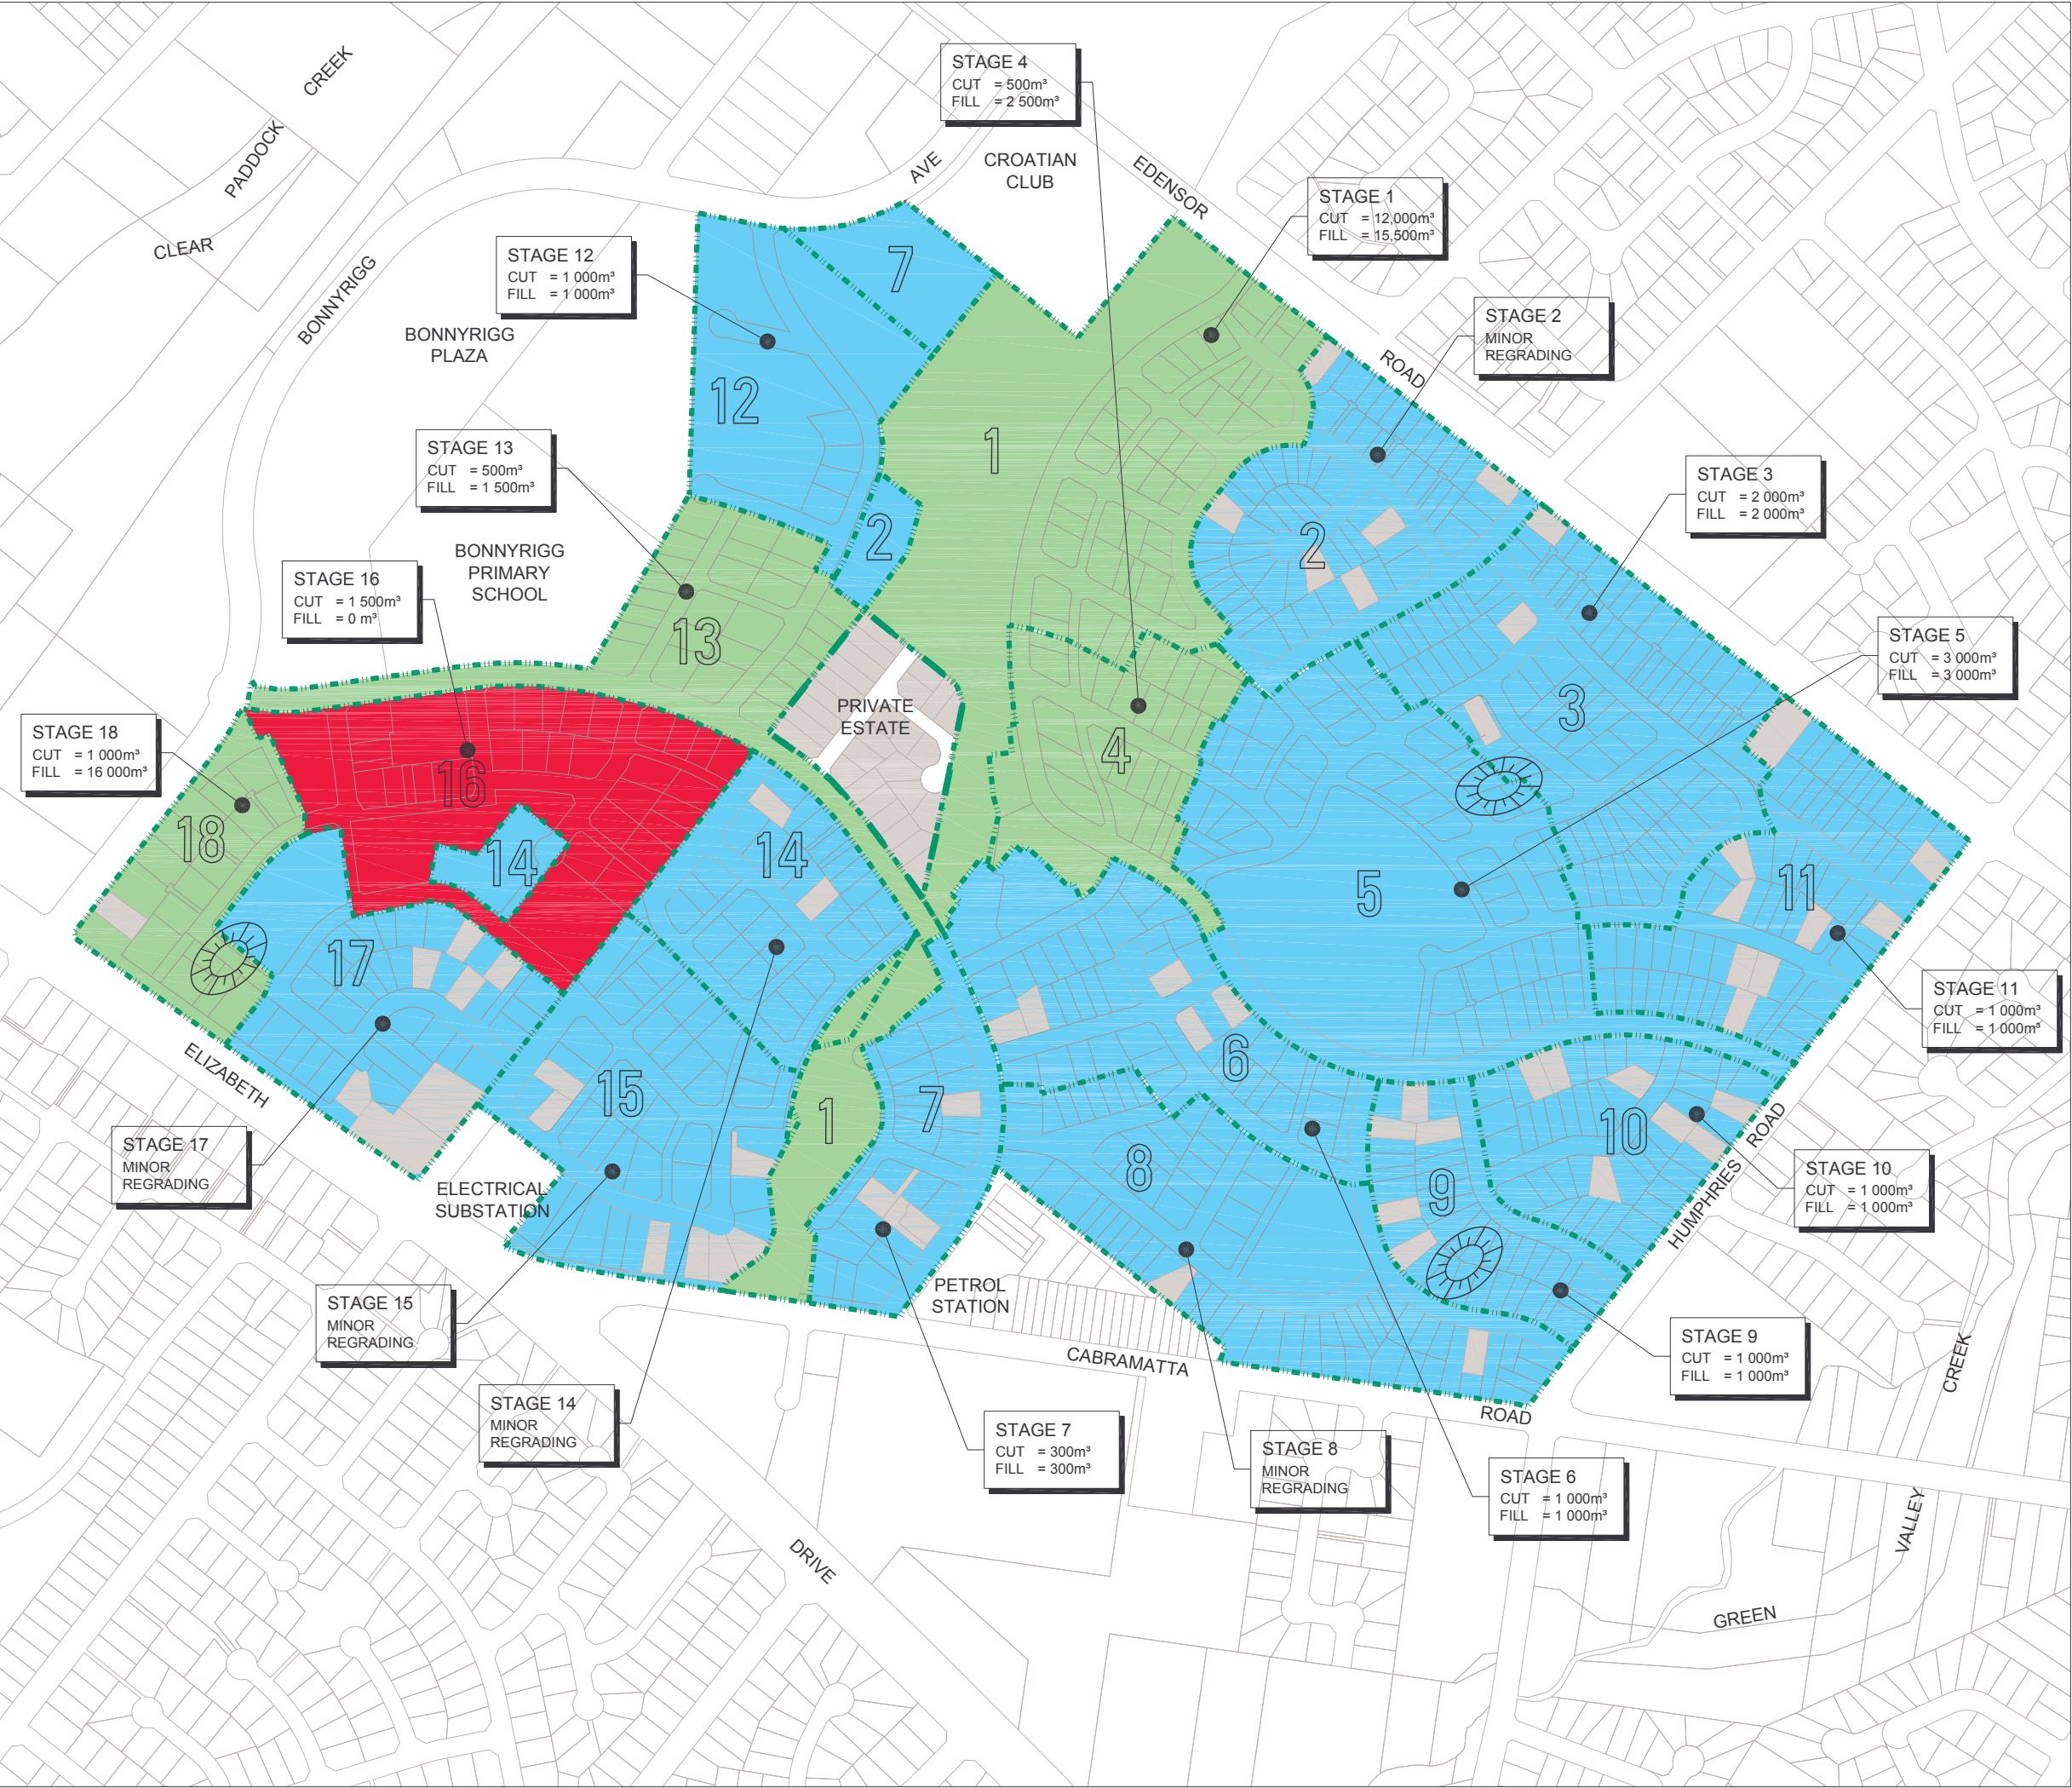 STAGE 4
CUT = 500m³
FILL = 2 500m³
CREEK
PADDOCK
CLEAR
BONNYRIGG
AVE
CROATIAN
CLUB
EDENSOR
ROAD
STAGE 1
CUT = 12,000m³
FILL = 15,500m³
STAGE 12
CUT = 1 000m³
FILL = 1 000m³
STAGE 2
MINOR
REGRADING
BONNYRIGG
PLAZA
7
12
1
STAGE 13
CUT = 500m³
FILL = 1 500m³
STAGE 3
CUT = 2 000m³
FILL = 2 000m³
2
2
BONNYRIGG
PRIMARY
SCHOOL
STAGE 16
CUT = 1 500m³
FILL = 0 m³
13
STAGE 5
CUT = 3 000m³
FILL = 3 000m³
PRIVATE
ESTATE
3
4
STAGE 18
CUT = 1 000m³
FILL = 16 000m³
16
18
14
14
5
11
17
STAGE 11
CUT = 1 000m³
FILL = 1 000m³
6
ELIZABETH
15
1
7
8
9
10
HUMPHRIES
ROAD
STAGE 17
MINOR
REGRADING
ELECTRICAL
SUBSTATION
STAGE 10
CUT = 1 000m³
FILL = 1 000m³
PETROL
STATION
STAGE 15
MINOR
REGRADING
CABRAMATTA
ROAD
STAGE 9
CUT = 1 000m³
FILL = 1 000m³
CREEK
STAGE 14
MINOR
REGRADING
STAGE 7
CUT = 300m³
FILL = 300m³
STAGE 8
MINOR
REGRADING
STAGE 6
CUT = 1 000m³
FILL = 1 000m³
VALLEY
DRIVE
GREEN